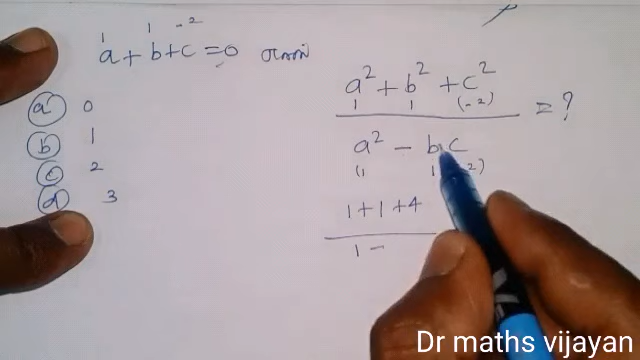 1 1 -2
a + b + c = 0 எனில்
(a) 0
(b) 1
(c) 2
(d) 3
a² + b² + c²
1 1 (-2)
= ?
a² - bc
(1 1 2)
1 + 1 + 4
1 -
Dr maths vijayan